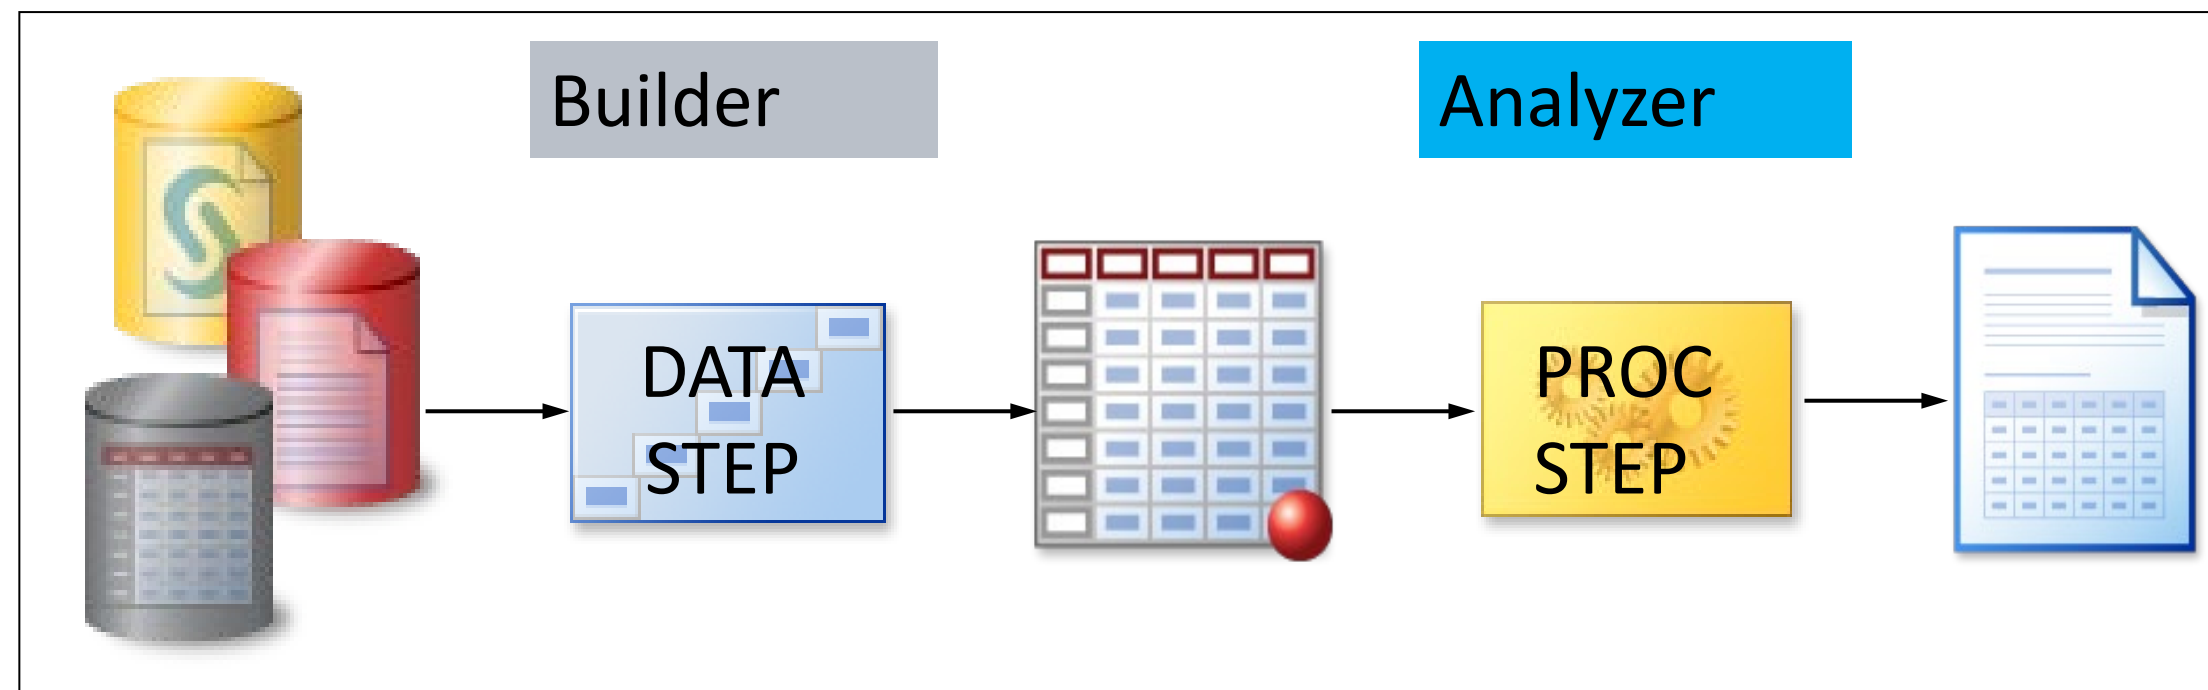 Builder
Analyzer
DATA
STEP
PROC
STEP